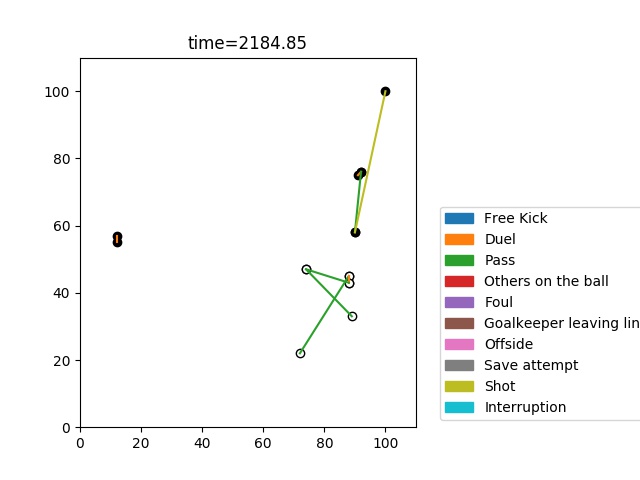 time=2184.85
100
80
60
40
20
0
0 20 40 60 80 100
Free Kick
Duel
Pass
Others on the ball
Foul
Goalkeeper leaving lin
Offside
Save attempt
Shot
Interruption